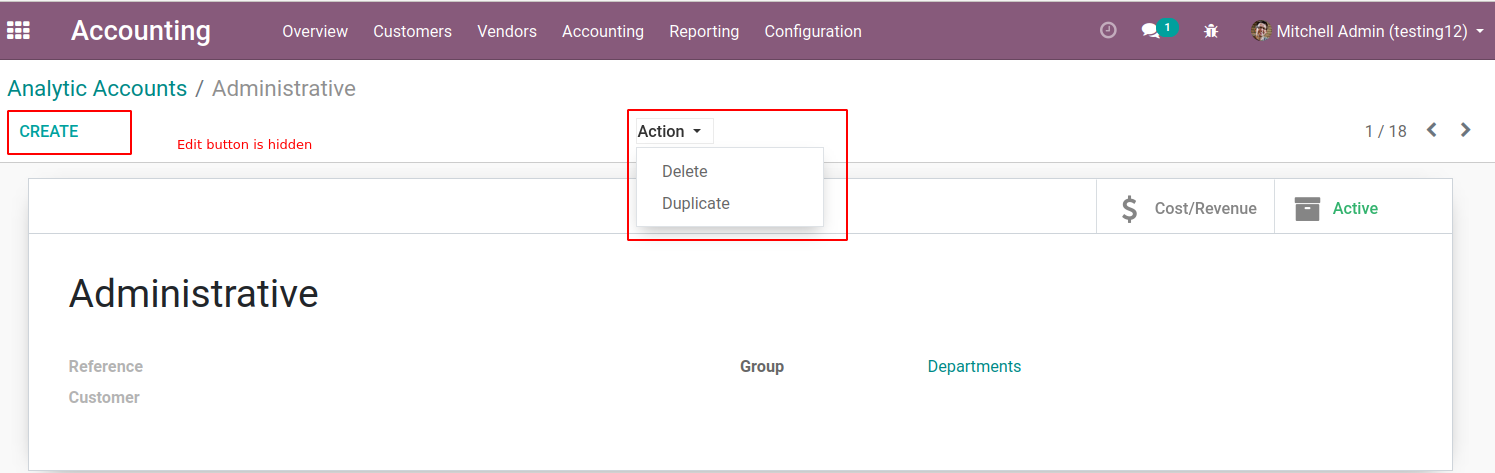 Accounting Overview Customers Vendors Accounting Reporting Configuration 1 Mitchell Admin (testing12)
Analytic Accounts / Administrative
CREATE Action 1 / 18
Edit button is hidden
Delete
Duplicate
$ Cost/Revenue Active
Administrative
Reference Group Departments
Customer